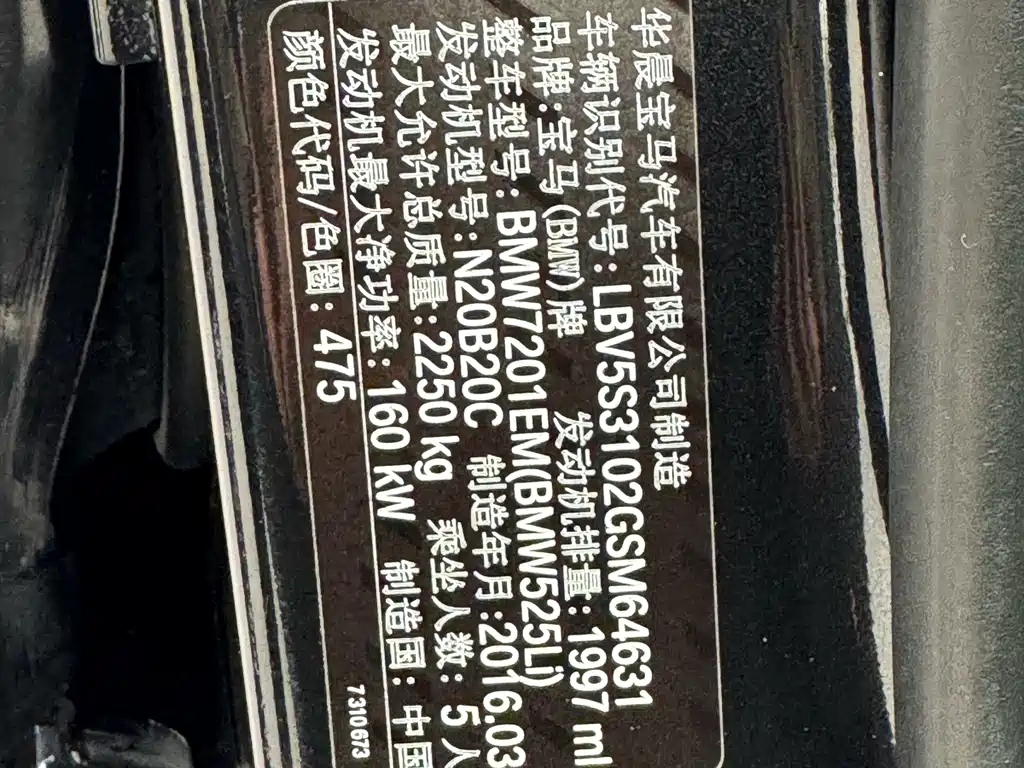 华晨宝马汽车有限公司制造
车辆识别代号:LBV5S3102GSM64631
品牌:宝马(BMW)牌 发动机排量:1997 ml
整车型号:BMW7201EM(BMW525Li)
发动机型号:N20B20C 制造年月:2016.03
最大允许总质量:2250 kg 乘坐人数: 5 人
发动机最大净功率: 160 kW 制造国: 中国
颜色代码/色圈: 475
7310673